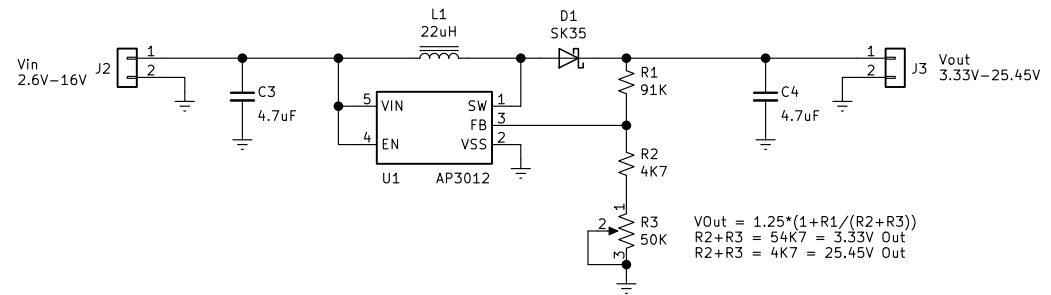 L1
22uH
D1
SK35
Vin
2.6V-16V
J2
1
2
C3
4.7uF
5
VIN
4
EN
SW
1
FB
3
VSS
2
U1
AP3012
R1
91K
R2
4K7
1
2
3
R3
50K
C4
4.7uF
1
2
J3
Vout
3.33V-25.45V
VOut = 1.25*(1+R1/(R2+R3))
R2+R3 = 54K7 = 3.33V Out
R2+R3 = 4K7 = 25.45V Out